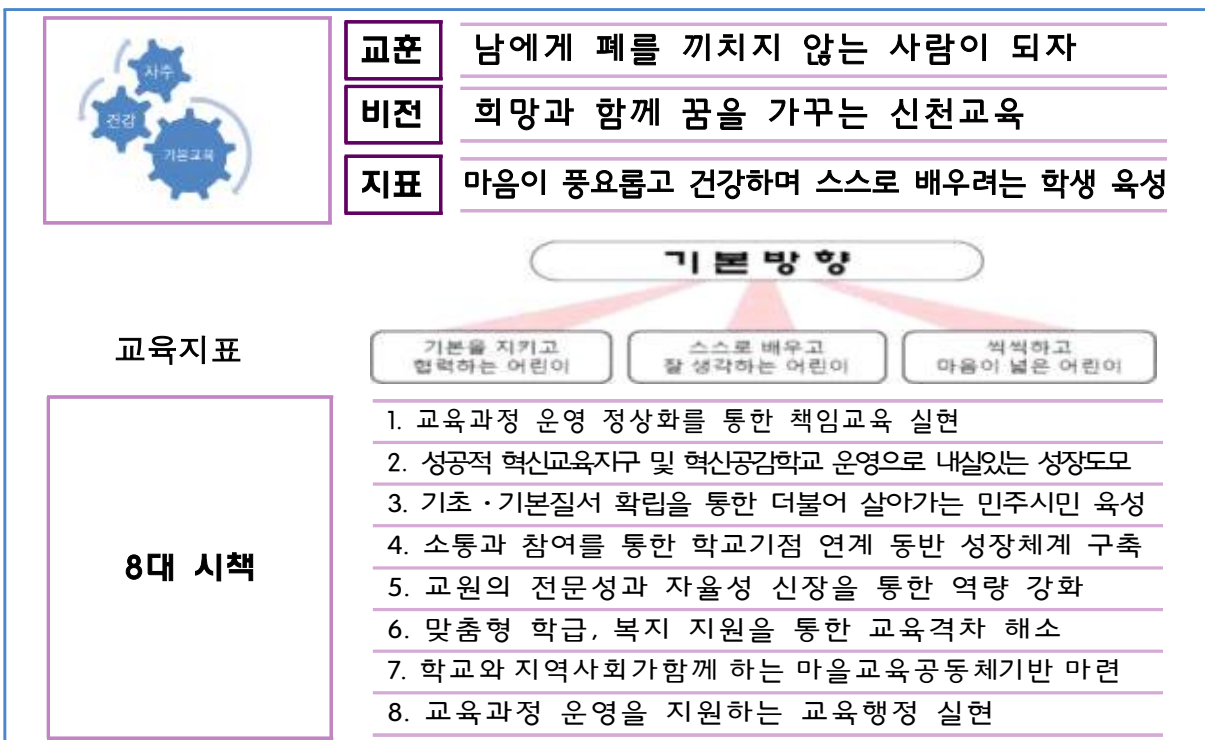 자주
건강
기본교육
교훈 남에게 폐를 끼치지 않는 사람이 되자
비전 희망과 함께 꿈을 가꾸는 신천교육
지표 마음이 풍요롭고 건강하며 스스로 배우려는 학생 육성
기본방향
교육지표
기본을 지키고
협력하는 어린이
스스로 배우고
잘 생각하는 어린이
씩씩하고
마음이 넓은 어린이
8대 시책
1. 교육과정 운영 정상화를 통한 책임교육 실현
2. 성공적 혁신교육지구 및 혁신공감학교 운영으로 내실있는 성장도모
3. 기초·기본질서 확립을 통한 더불어 살아가는 민주시민 육성
4. 소통과 참여를 통한 학교기점 연계 동반 성장체계 구축
5. 교원의 전문성과 자율성 신장을 통한 역량 강화
6. 맞춤형 학급, 복지 지원을 통한 교육격차 해소
7. 학교와 지역사회가함께 하는 마을교육공동체기반 마련
8. 교육과정 운영을 지원하는 교육행정 실현